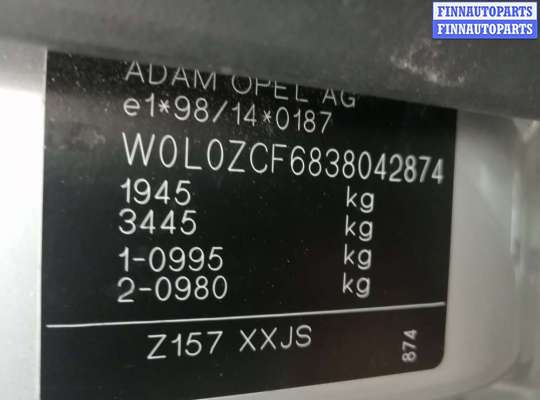 FINNAUTOPARTS
FINNAUTOPARTS
ADAM OPEL AG
e1*98/14*0187
W0L0ZCF6838042874
1945 kg
3445 kg
1-0995 kg
2-0980 kg
Z157 XXJS
874